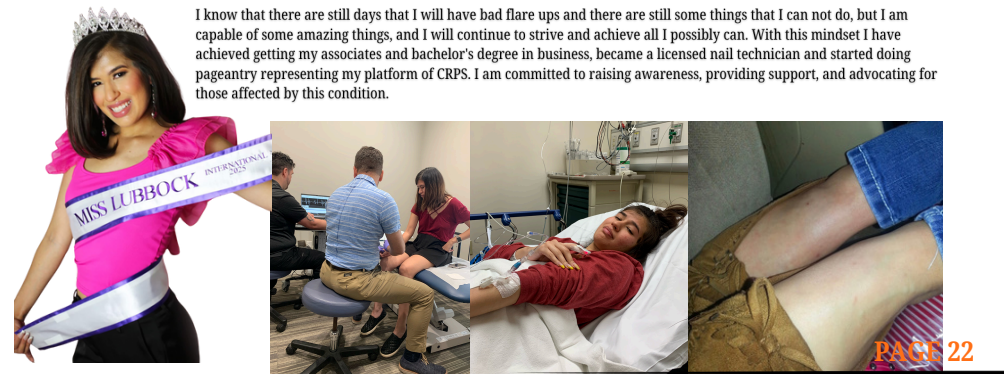 I know that there are still days that I will have bad flare ups and there are still some things that I can not do, but I am
capable of some amazing things, and I will continue to strive and achieve all I possibly can. With this mindset I have
achieved getting my associates and bachelor's degree in business, became a licensed nail technician and started doing
pageantry representing my platform of CRPS. I am committed to raising awareness, providing support, and advocating for
those affected by this condition.
MISS LUBBOCK
INTERNATIONAL
2025
PAGE 22